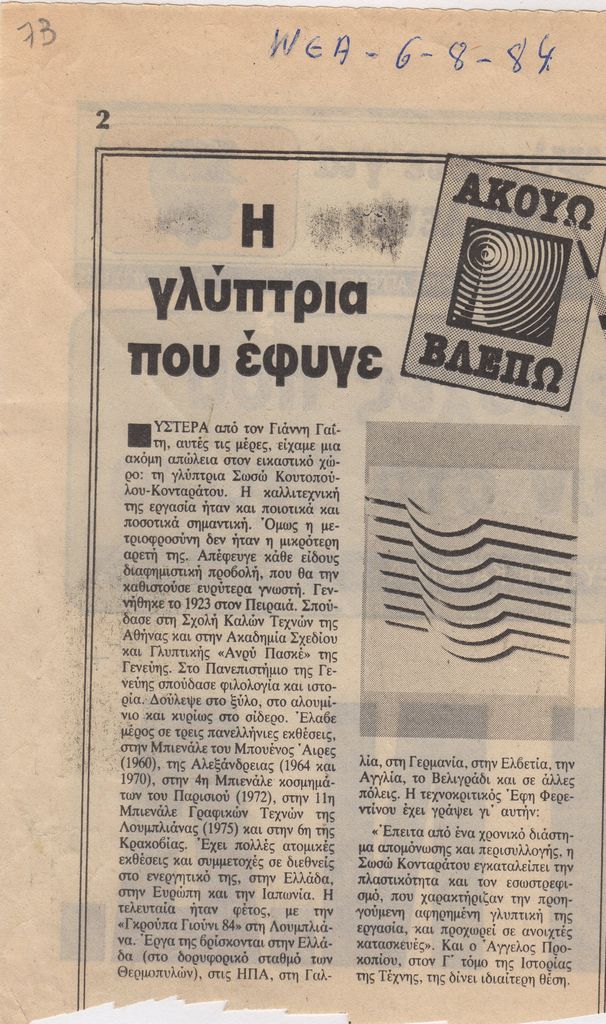 73
ΝΕΑ - 6 - 8 - 84
2
ΑΚΟΥΩ
ΒΛΕΠΩ
Η
γλύπτρια
που έφυγε
ΥΣΤΕΡΑ από τον Γιάννη Γαΐ-
τη, αυτές τις μέρες, είχαμε μια
ακόμη απώλεια στον εικαστικό χώ-
ρο: τη γλύπτρια Σωσώ Κουτοπού-
λου-Κονταράτου. Η καλλιτεχνική
της εργασία ήταν και ποιοτικά και
ποσοτικά σημαντική. Όμως η με-
τριοφροσύνη δεν ήταν η μικρότερη
αρετή της. Απέφευγε κάθε είδους
διαφημιστική προβολή, που θα την
καθιστούσε ευρύτερα γνωστή. Γεν-
νήθηκε το 1923 στον Πειραιά. Σπού-
δασε στη Σχολή Καλών Τεχνών της
Αθήνας και στην Ακαδημία Σχεδίου
και Γλυπτικής «Ανρύ Πασκέ» της
Γενεύης. Στο Πανεπιστήμιο της Γε-
νεύης σπούδασε φιλολογία και ιστο-
ρία. Δούλεψε στο ξύλο, στο αλουμί-
νιο και κυρίως στο σίδερο. Έλαβε
μέρος σε τρεις πανελλήνιες εκθέσεις,
στην Μπιενάλε του Μπουένος Άιρες
(1960), της Αλεξάνδρειας (1964 και
1970), στην 4η Μπιενάλε κοσμημά-
των του Παρισιού (1972), στην 11η
Μπιενάλε Γραφικών Τεχνών της
Λουμπλιάνας (1975) και στην 6η της
Κρακοβίας. Έχει πολλές ατομικές
εκθέσεις και συμμετοχές σε διεθνείς
στο ενεργητικό της, στην Ελλάδα,
στην Ευρώπη και την Ιαπωνία. Η
τελευταία ήταν φέτος, με την
«Γκρούπα Γιούνι 84» στη Λουμπλιά-
να. Έργα της βρίσκονται στην Ελλά-
δα (στο δορυφορικό σταθμό των
Θερμοπυλών), στις ΗΠΑ, στη Γαλ-
λία, στη Γερμανία, στην Ελβετία, την
Αγγλία, το Βελιγράδι και σε άλλες
πόλεις. Η τεχνοκριτικός Έφη Φερε-
ντίνου έχει γράψει γι' αυτήν:
«Έπειτα από ένα χρονικό διάστη-
μα απομόνωσης και περισυλλογής, η
Σωσώ Κονταράτου εγκαταλείπει την
πλαστικότητα και τον εσωστρεφι-
σμό, που χαρακτήριζαν την προη-
γούμενη αφηρημένη γλυπτική της
εργασία, και προχωρεί σε ανοιχτές
κατασκευές». Και ο Άγγελος Προ-
κοπίου, στον Γ' τόμο της Ιστορίας
της Τέχνης, της δίνει ιδιαίτερη θέση.